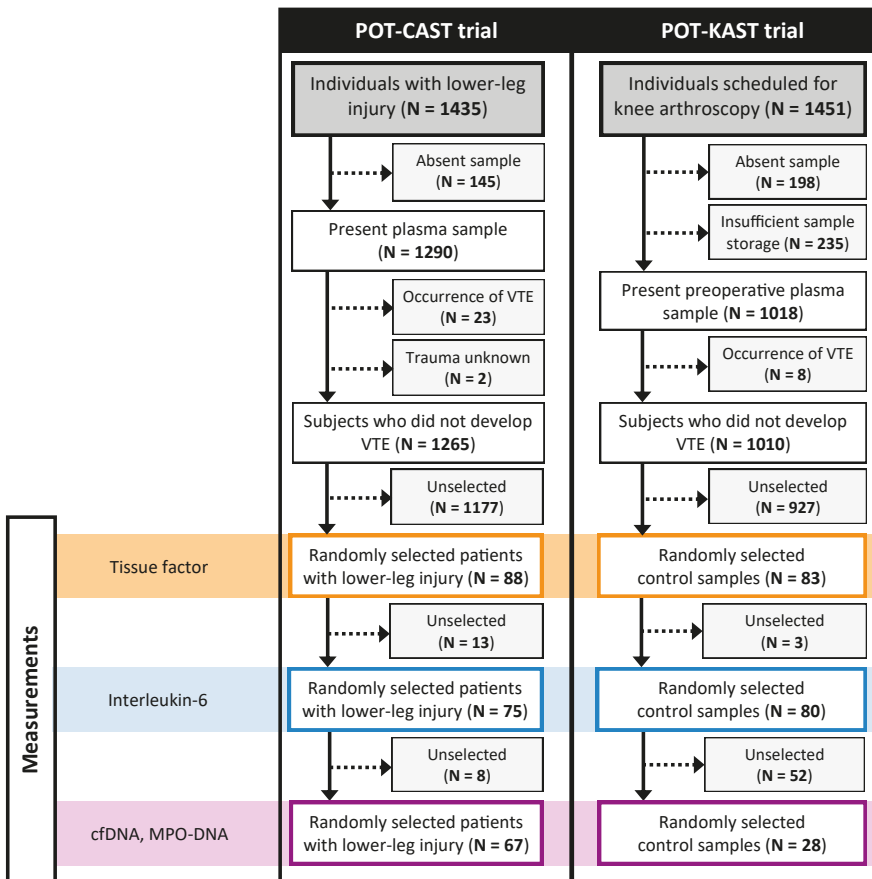 POT-CAST trial
POT-KAST trial
Individuals with lower-leg
injury (N = 1435)
Individuals scheduled for
knee arthroscopy (N = 1451)
Absent sample
(N = 145)
Absent sample
(N = 198)
Present plasma sample
(N = 1290)
Insufficient sample
storage (N = 235)
Occurrence of VTE
(N = 23)
Present preoperative plasma
sample (N = 1018)
Trauma unknown
(N = 2)
Occurrence of VTE
(N = 8)
Subjects who did not develop
VTE (N = 1265)
Subjects who did not develop
VTE (N = 1010)
Unselected
(N = 1177)
Unselected
(N = 927)
Measurements
Tissue factor
Randomly selected patients
with lower-leg injury (N = 88)
Randomly selected
control samples (N = 83)
Unselected
(N = 13)
Unselected
(N = 3)
Interleukin-6
Randomly selected patients
with lower-leg injury (N = 75)
Randomly selected
control samples (N = 80)
Unselected
(N = 8)
Unselected
(N = 52)
cfDNA, MPO-DNA
Randomly selected patients
with lower-leg injury (N = 67)
Randomly selected
control samples (N = 28)